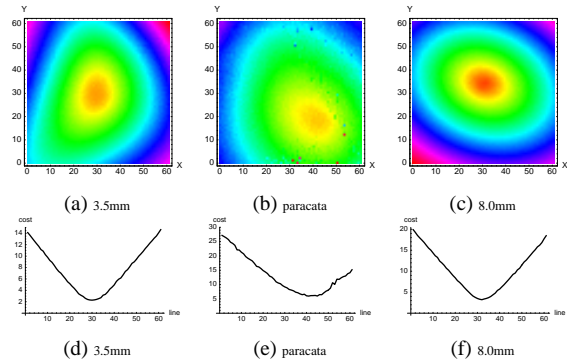 Y Y Y
60 60 60
50 50 50
40 40 40
30 30 30
20 20 20
10 10 10
0 0 0
0 10 20 30 40 50 60 X 0 10 20 30 40 50 60 X 0 10 20 30 40 50 60 X
(a) 3.5mm (b) paracata (c) 8.0mm
cost cost cost
14 12 10 8 6 4 2
30 25 20 15 10 5
20 15 10 5
10 20 30 40 50 60 line 10 20 30 40 50 60 line 10 20 30 40 50 60 line
(d) 3.5mm (e) paracata (f) 8.0mm